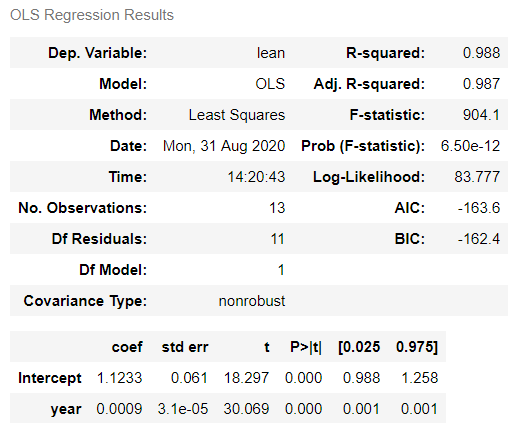 OLS Regression Results
Dep. Variable: lean R-squared: 0.988
Model: OLS Adj. R-squared: 0.987
Method: Least Squares F-statistic: 904.1
Date: Mon, 31 Aug 2020 Prob (F-statistic): 6.50e-12
Time: 14:20:43 Log-Likelihood: 83.777
No. Observations: 13 AIC: -163.6
Df Residuals: 11 BIC: -162.4
Df Model: 1
Covariance Type: nonrobust
coef std err t P>|t| [0.025 0.975]
Intercept 1.1233 0.061 18.297 0.000 0.988 1.258
year 0.0009 3.1e-05 30.069 0.000 0.001 0.001